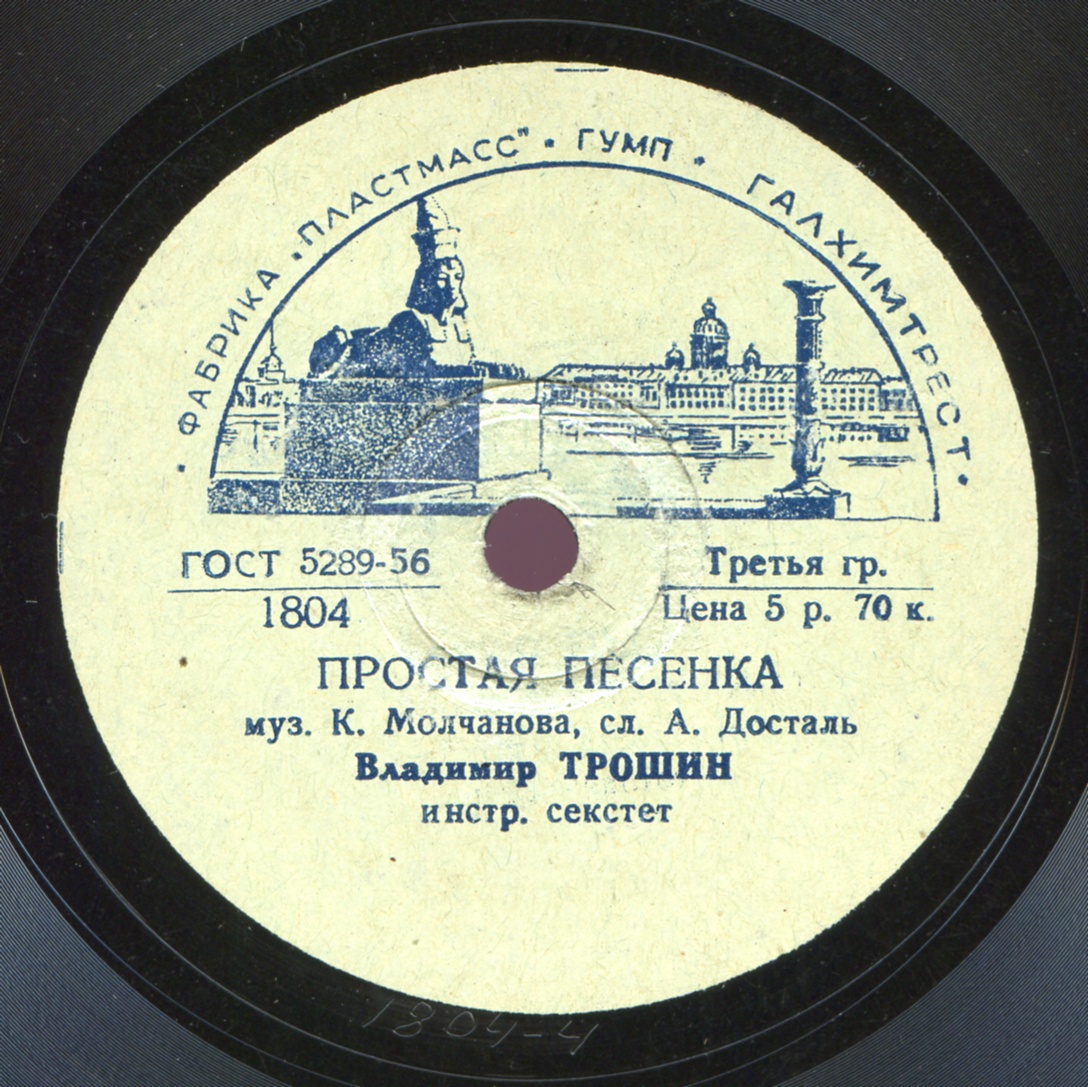 · ФАБРИКА „ПЛАСТМАСС" · ГУМП · ГАЛХИМТРЕСТ ·
ГОСТ 5289-56
1804
Третья гр.
Цена 5 р. 70 к.
ПРОСТАЯ ПЕСЕНКА
муз. К. Молчанова, сл. А. Досталь
Владимир ТРОШИН
инстр. секстет
1804-4